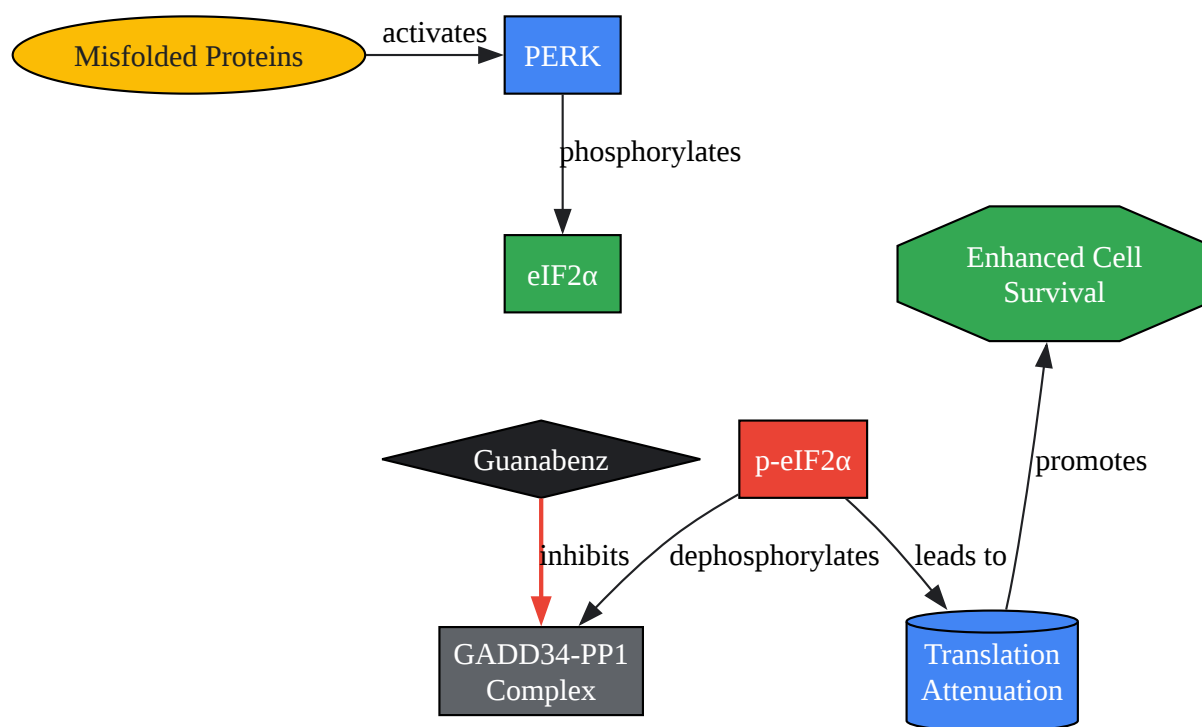 Misfolded Proteins
activates
PERK
phosphorylates
eIF2α
Enhanced Cell
Survival
Guanabenz
p-eIF2α
promotes
inhibits
dephosphorylates
leads to
GADD34-PP1
Complex
Translation
Attenuation